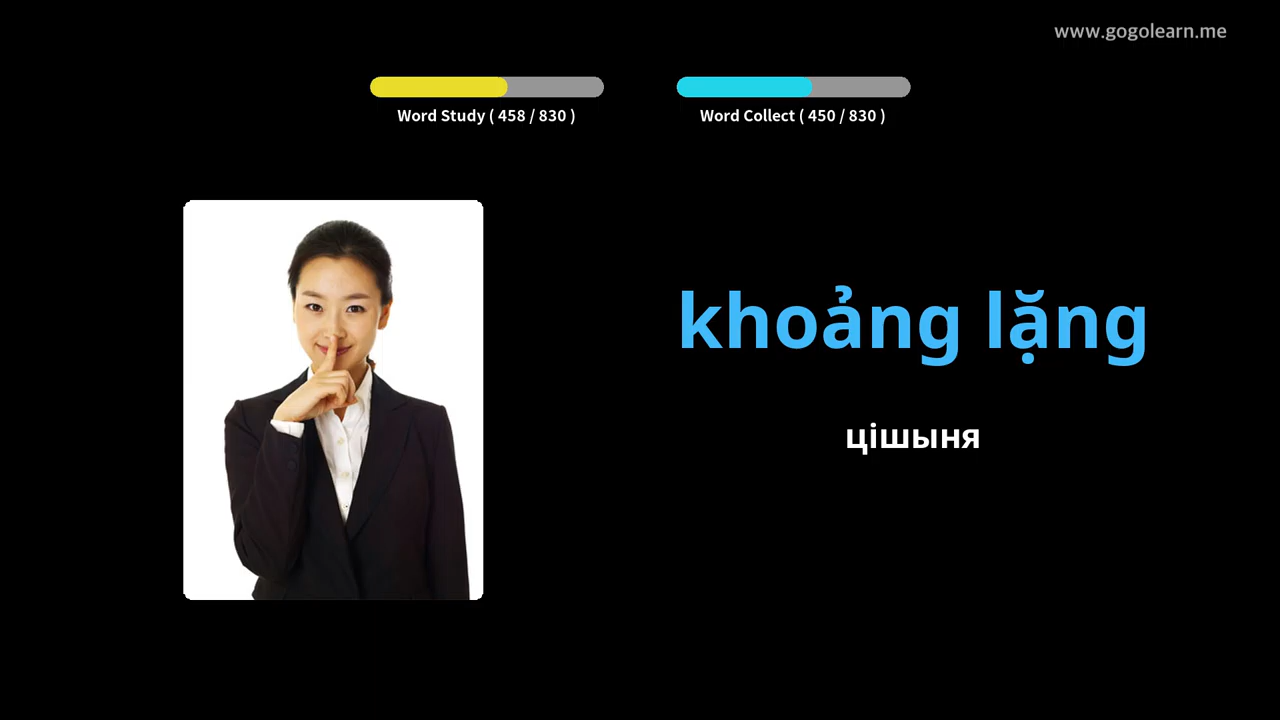 www.gogolearn.me
Word Study ( 458 / 830 )
Word Collect ( 450 / 830 )
khoảng lặng
цішыня